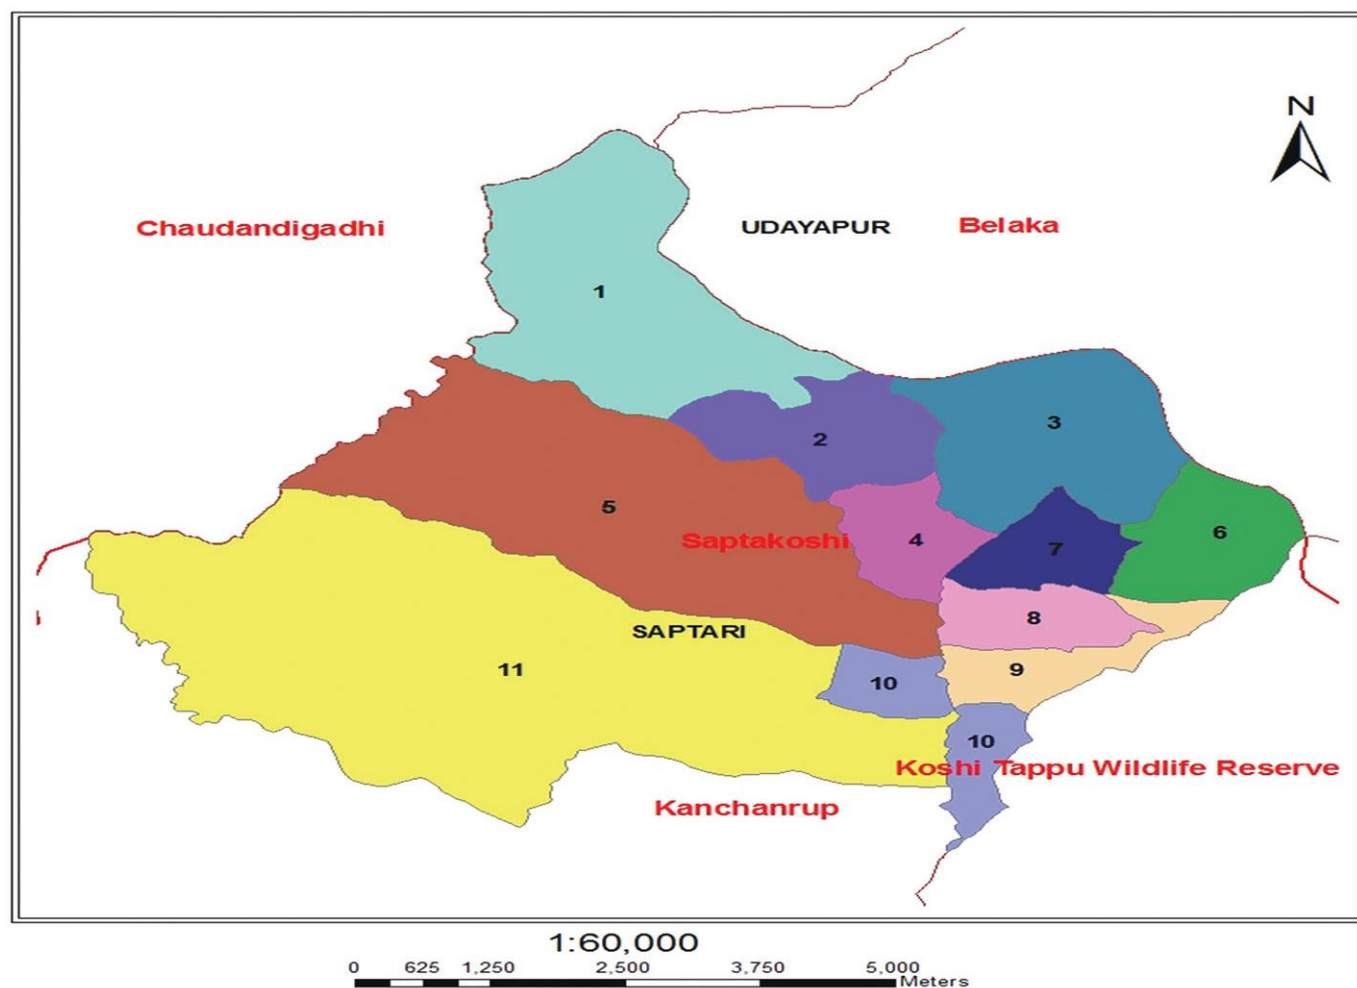 N
Chaudandigadhi
UDAYAPUR
Belaka
1
3
2
5
6
Saptakoshi
4
7
8
SAPTARI
11
9
10
10
Koshi Tappu Wildlife Reserve
Kanchanrup
1:60,000
0 625 1,250 2,500 3,750 5,000
Meters